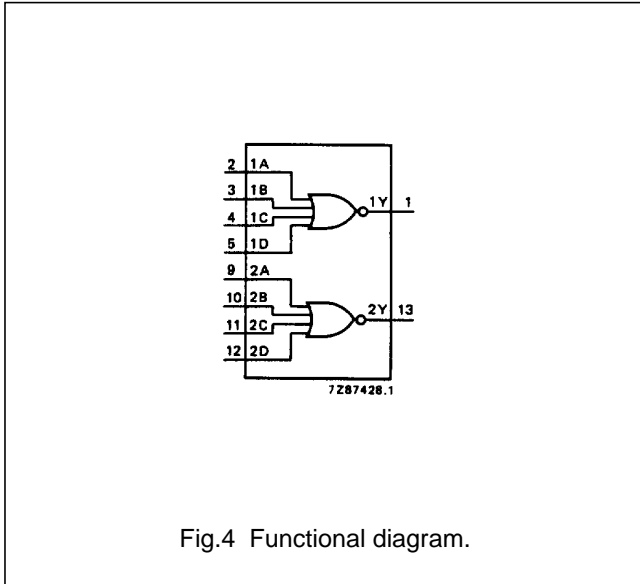 2 1A
3 1B
1Y 1
4 1C
5 1D
9 2A
10 2B
2Y 13
11 2C
12 2D
7Z87428.1
Fig.4 Functional diagram.